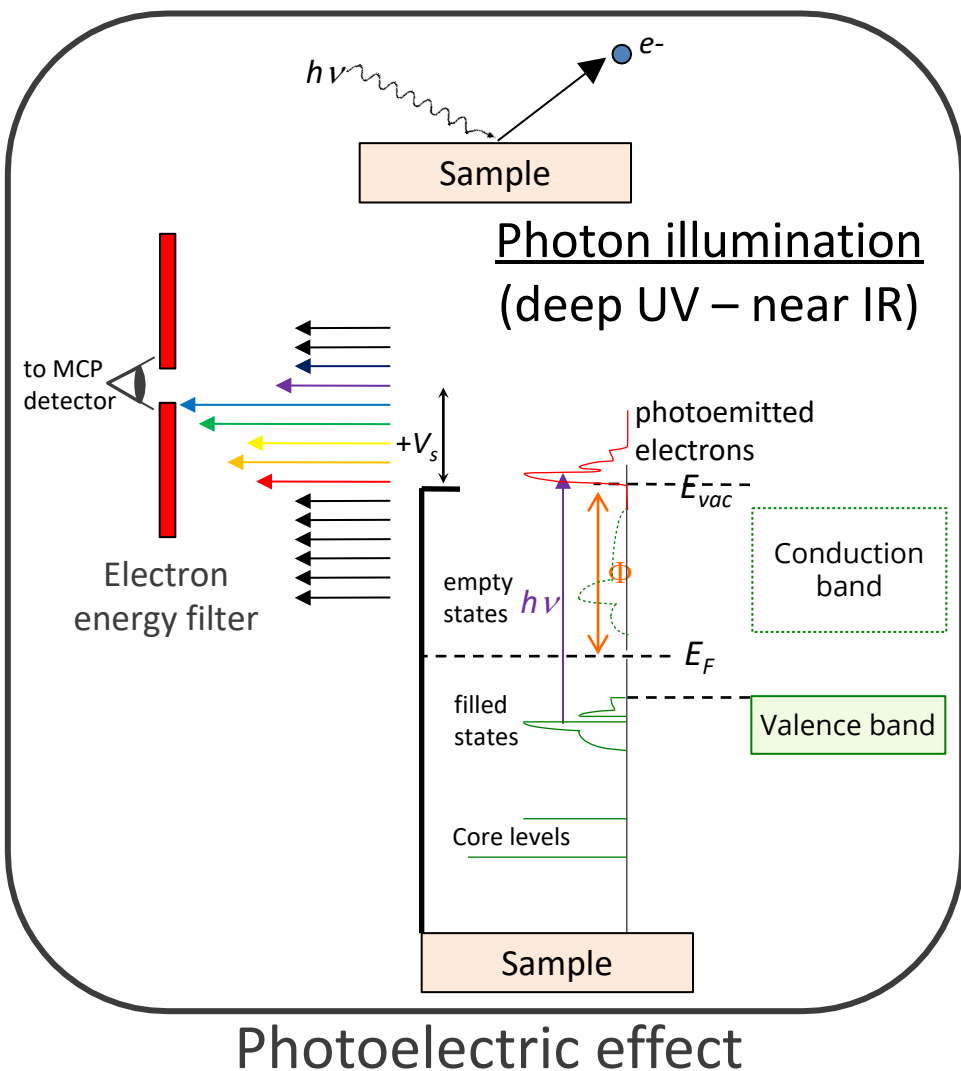 hν
e-
Sample
Photon illumination
(deep UV – near IR)
to MCP
detector
+Vs
photoemitted
electrons
Evac
Electron
energy filter
empty
states
hν
Φ
Conduction
band
EF
filled
states
Valence band
Core levels
Sample
Photoelectric effect